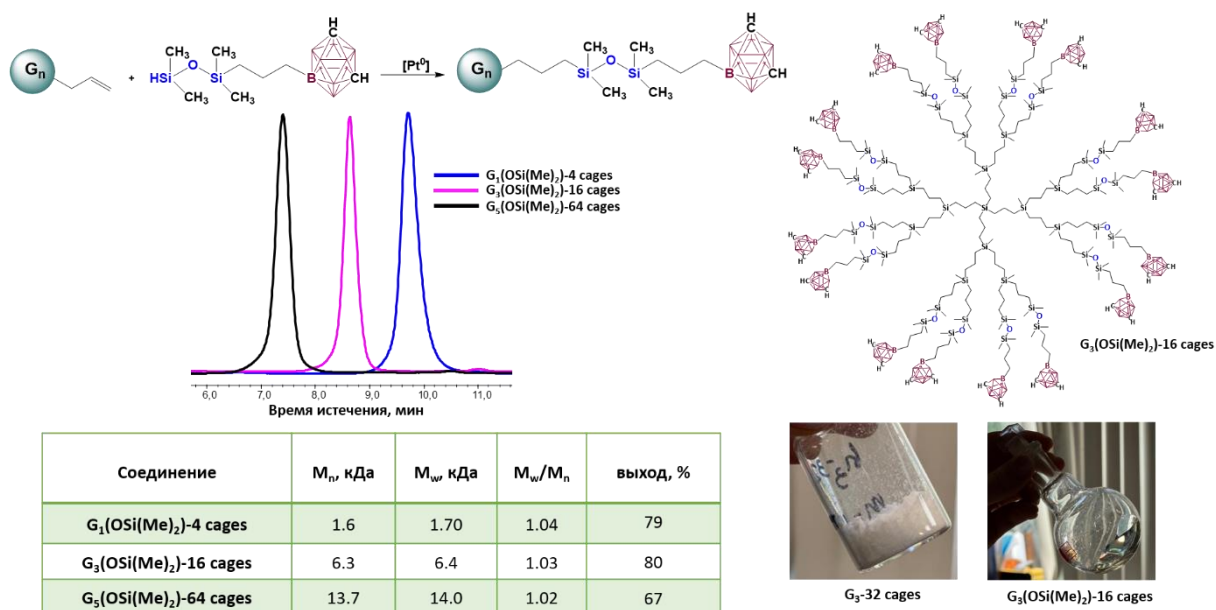 H
CH₃
CH₃
CH₃
CH₃
Gₙ
+
HSi
O
Si
CH₃
CH₃
B
CH
[Pt⁰]
Gₙ
Si
O
Si
CH₃
CH₃
B
C
H
CH
G₁(OSi(Me)₂)-4 cages
G₃(OSi(Me)₂)-16 cages
G₅(OSi(Me)₂)-64 cages
6,0 7,0 8,0 9,0 10,0 11,0
Время истечения, мин
G₃(OSi(Me)₂)-16 cages
Соединение Mₙ, кДа M_w, кДа M_w/Mₙ выход, %
G₁(OSi(Me)₂)-4 cages 1.6 1.70 1.04 79
G₃(OSi(Me)₂)-16 cages 6.3 6.4 1.03 80
G₅(OSi(Me)₂)-64 cages 13.7 14.0 1.02 67
G₃-32 cages
G₃(OSi(Me)₂)-16 cages